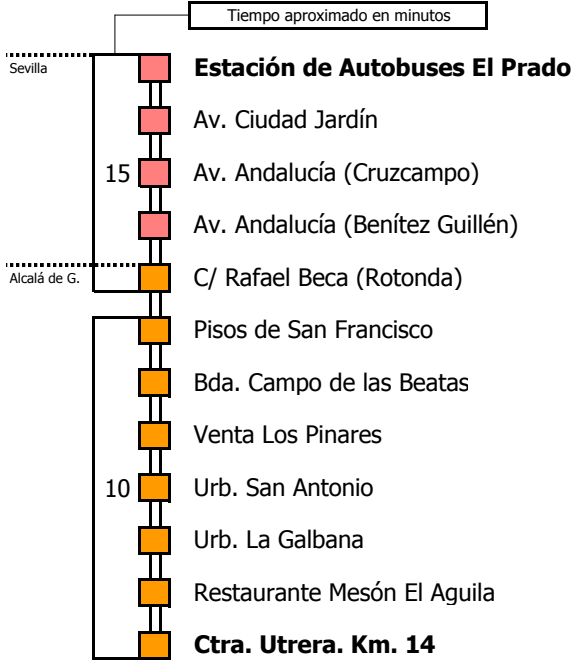 Tiempo aproximado en minutos
Sevilla
Estación de Autobuses El Prado
Av. Ciudad Jardín
15
Av. Andalucía (Cruzcampo)
Av. Andalucía (Benítez Guillén)
Alcalá de G.
C/ Rafael Beca (Rotonda)
Pisos de San Francisco
Bda. Campo de las Beatas
Venta Los Pinares
10
Urb. San Antonio
Urb. La Galbana
Restaurante Mesón El Aguila
Ctra. Utrera. Km. 14